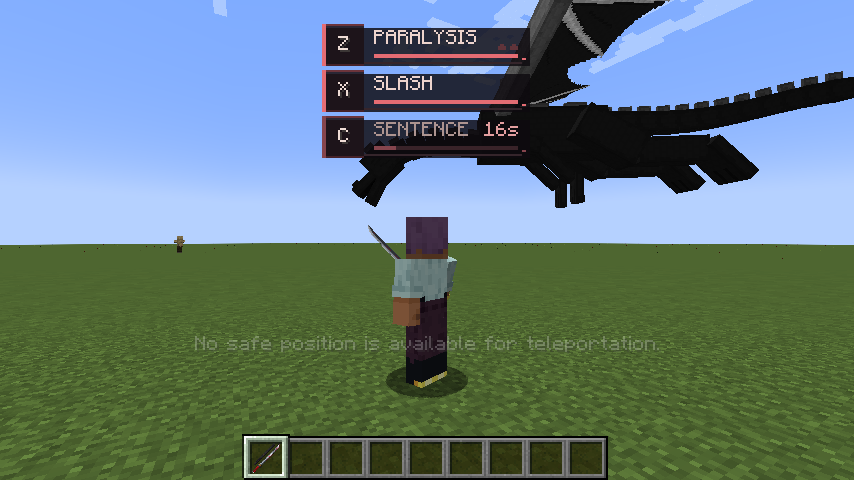 Z PARALYSIS
X SLASH
C SENTENCE 16s
No safe position is available for teleportation.